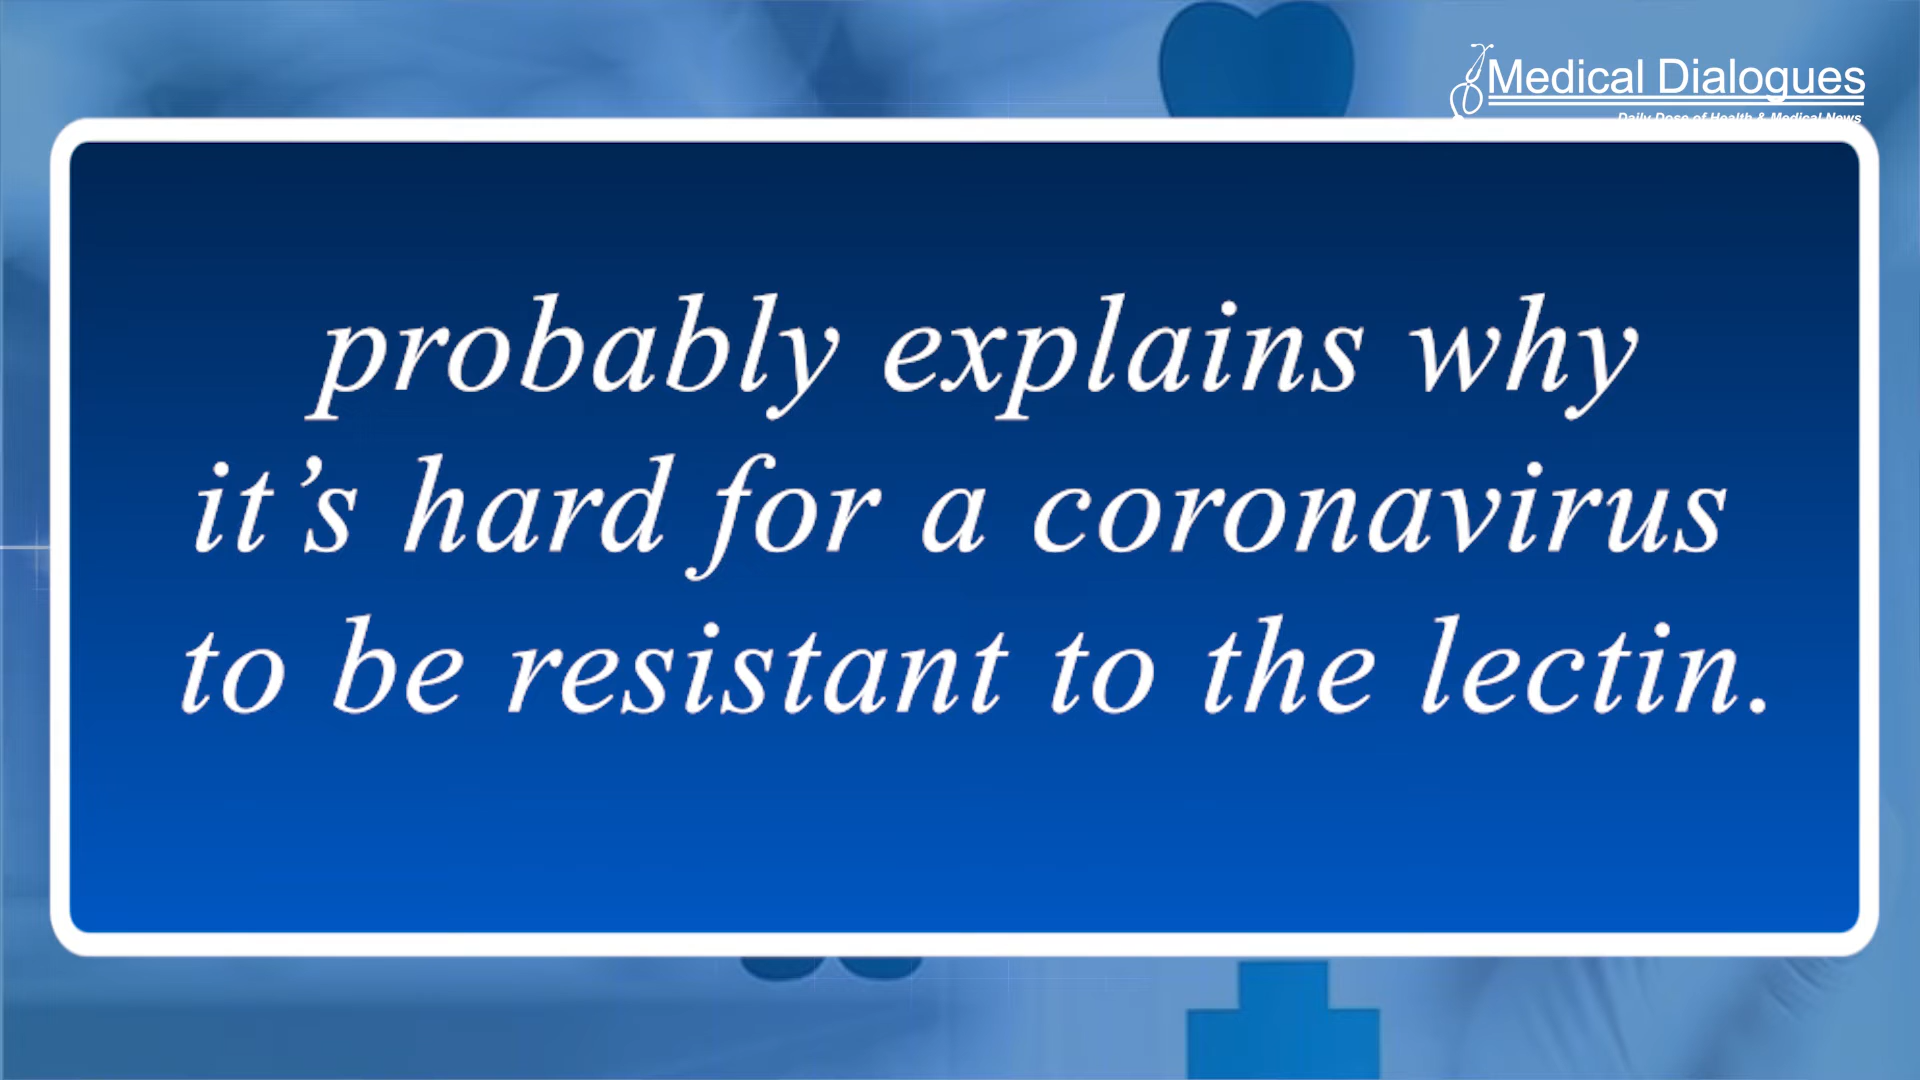 Medical Dialogues
Daily Dose of Health & Medical News
probably explains why
it's hard for a coronavirus
to be resistant to the lectin.